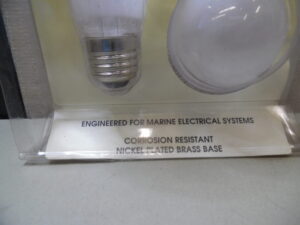 ENGINEERED FOR MARINE ELECTRICAL SYSTEMS
CORROSION RESISTANT
NICKEL PLATED BRASS BASE